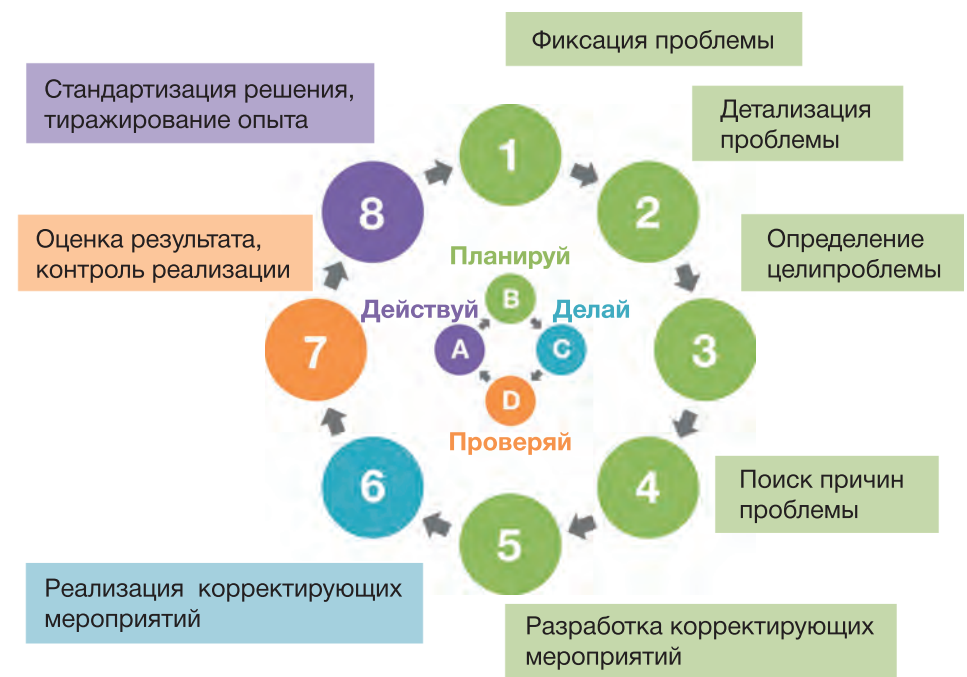 Фиксация проблемы
Стандартизация решения,
тиражирование опыта
Детализация
проблемы
1
2
8
Оценка результата,
контроль реализации
Определение
целипроблемы
Планируй
B
Действуй
Делай
A
C
7
3
D
Проверяй
6
4
Поиск причин
проблемы
5
Реализация корректирующих
мероприятий
Разработка корректирующих
мероприятий